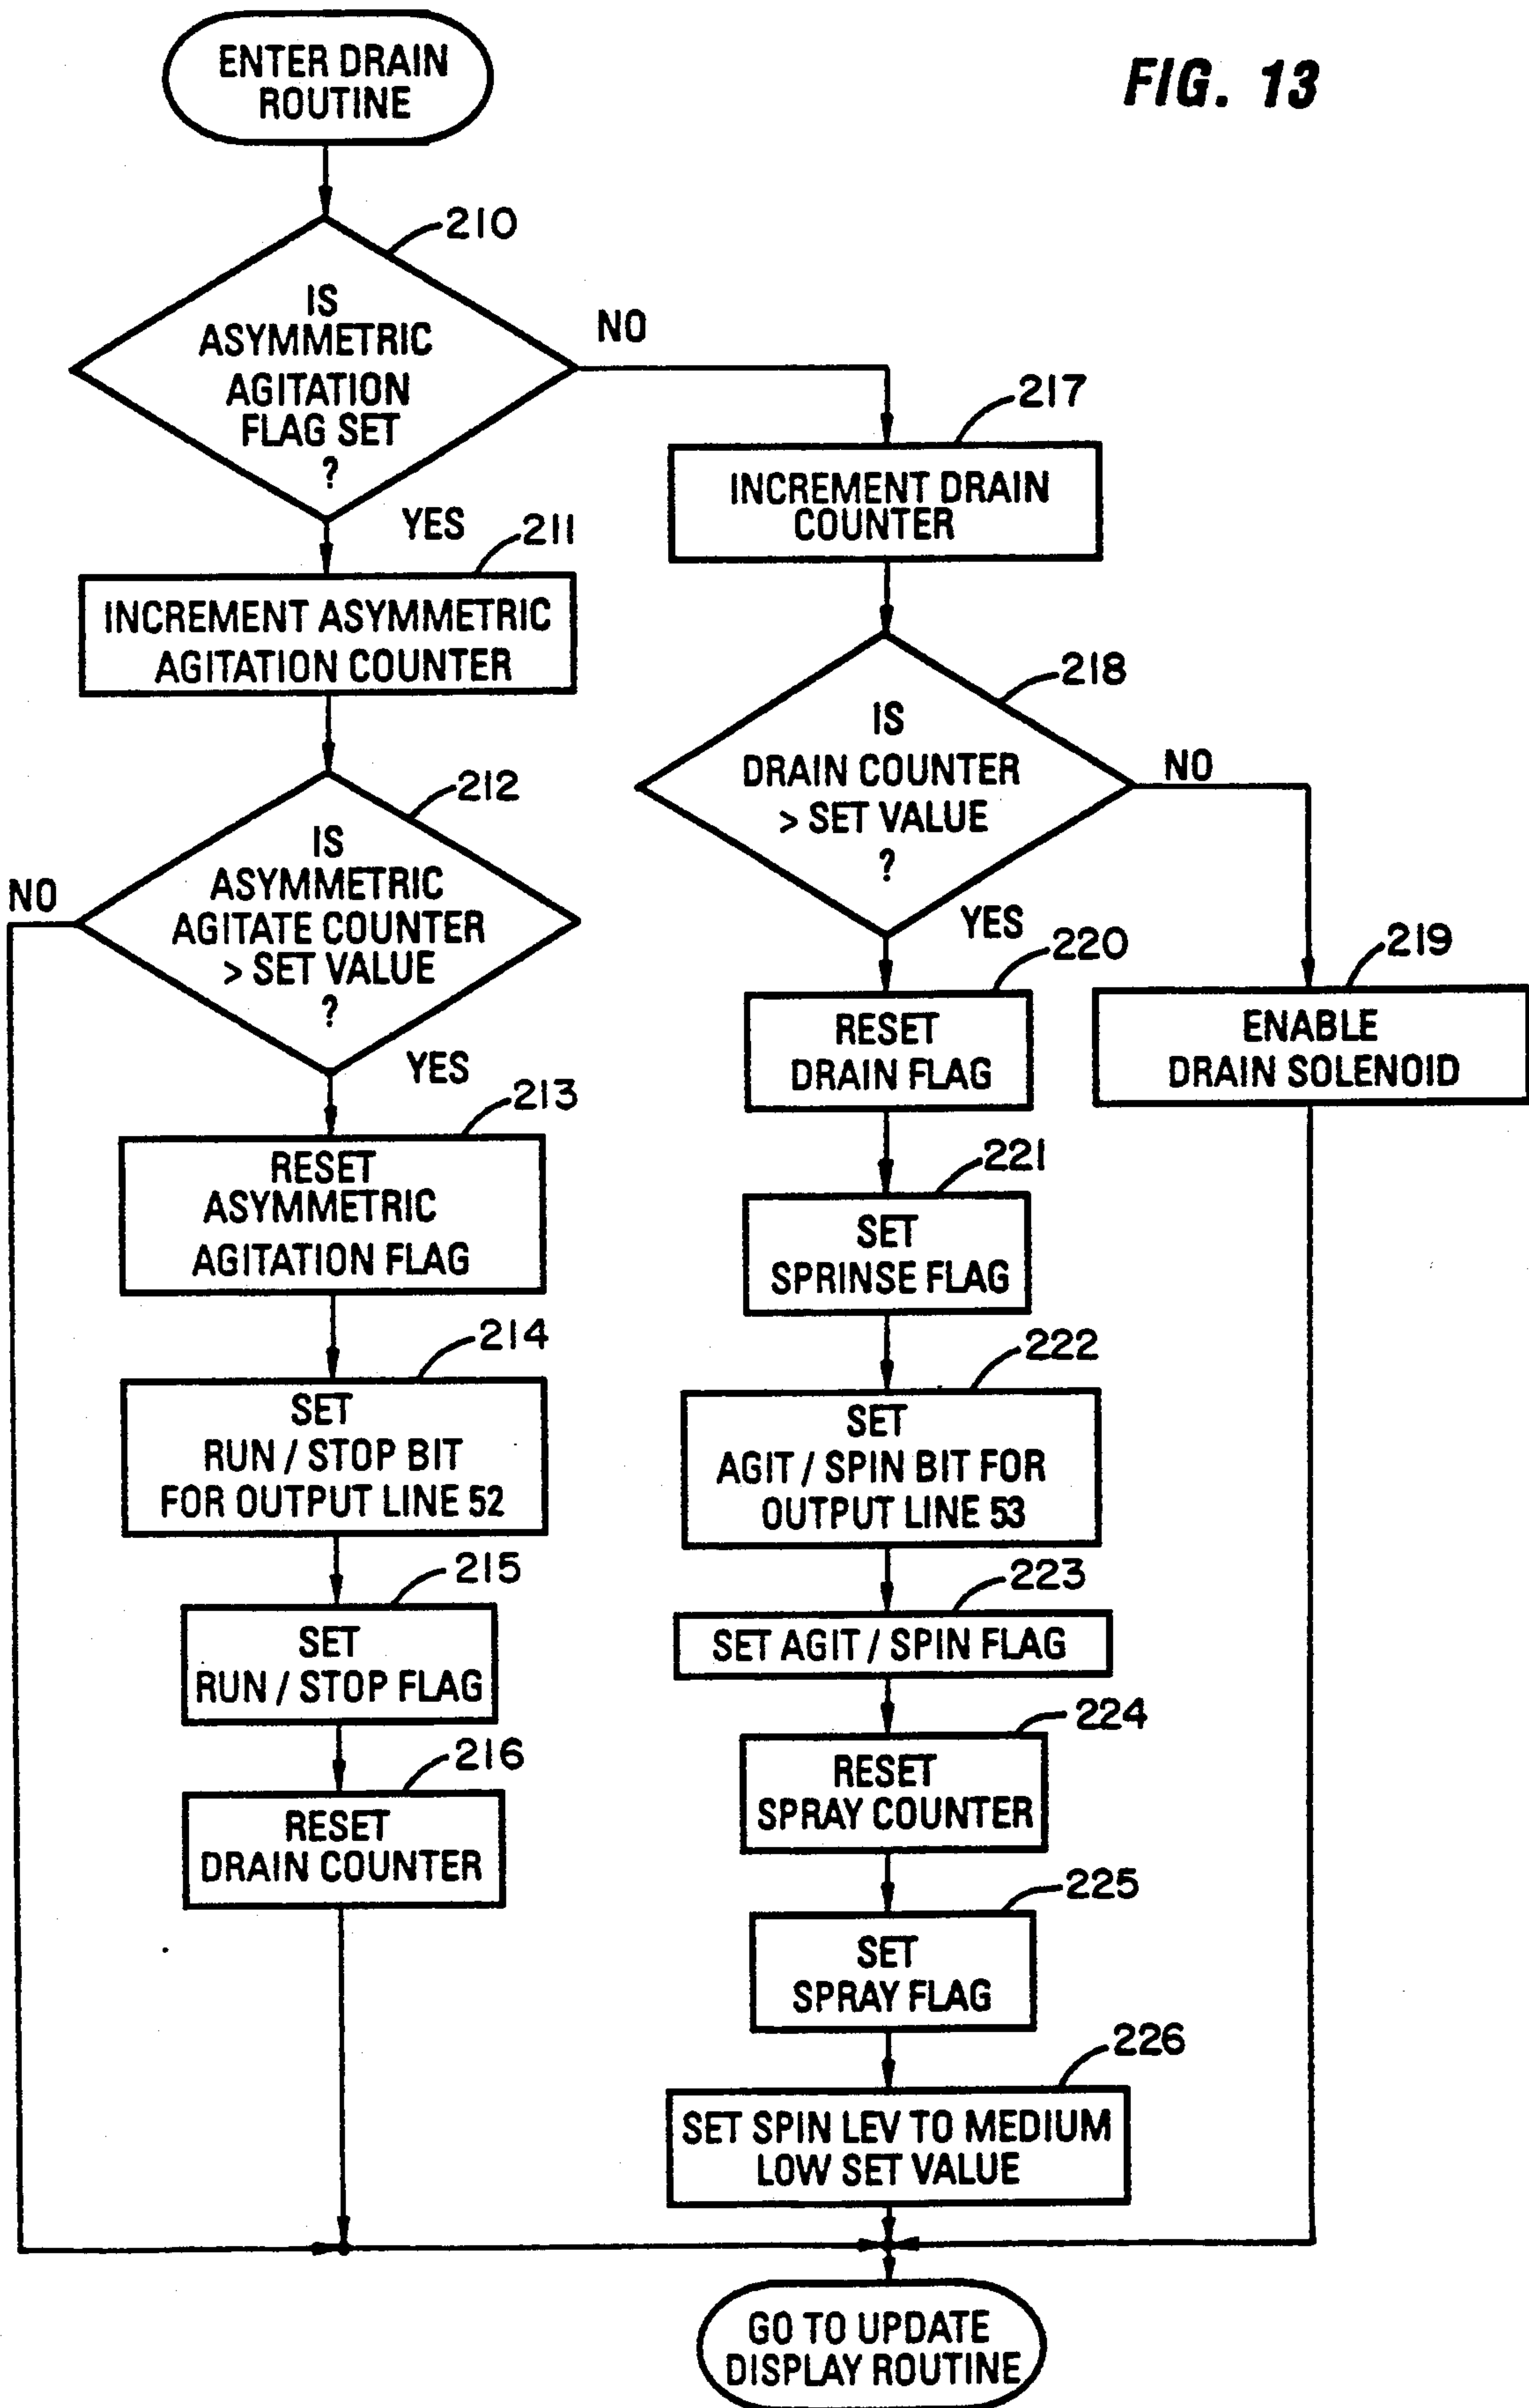 FIG. 13
ENTER DRAIN
ROUTINE
210
IS
ASYMMETRIC
AGITATION
FLAG SET
?
NO
YES
211
INCREMENT ASYMMETRIC
AGITATION COUNTER
212
IS
ASYMMETRIC
AGITATE COUNTER
> SET VALUE
?
NO
YES
213
RESET
ASYMMETRIC
AGITATION FLAG
214
SET
RUN / STOP BIT
FOR OUTPUT LINE 52
215
SET
RUN / STOP FLAG
216
RESET
DRAIN COUNTER
217
INCREMENT DRAIN
COUNTER
218
IS
DRAIN COUNTER
> SET VALUE
?
NO
YES
219
ENABLE
DRAIN SOLENOID
220
RESET
DRAIN FLAG
221
SET
SPRINSE FLAG
222
SET
AGIT / SPIN BIT FOR
OUTPUT LINE 53
223
SET AGIT / SPIN FLAG
224
RESET
SPRAY COUNTER
225
SET
SPRAY FLAG
226
SET SPIN LEV TO MEDIUM
LOW SET VALUE
GO TO UPDATE
DISPLAY ROUTINE